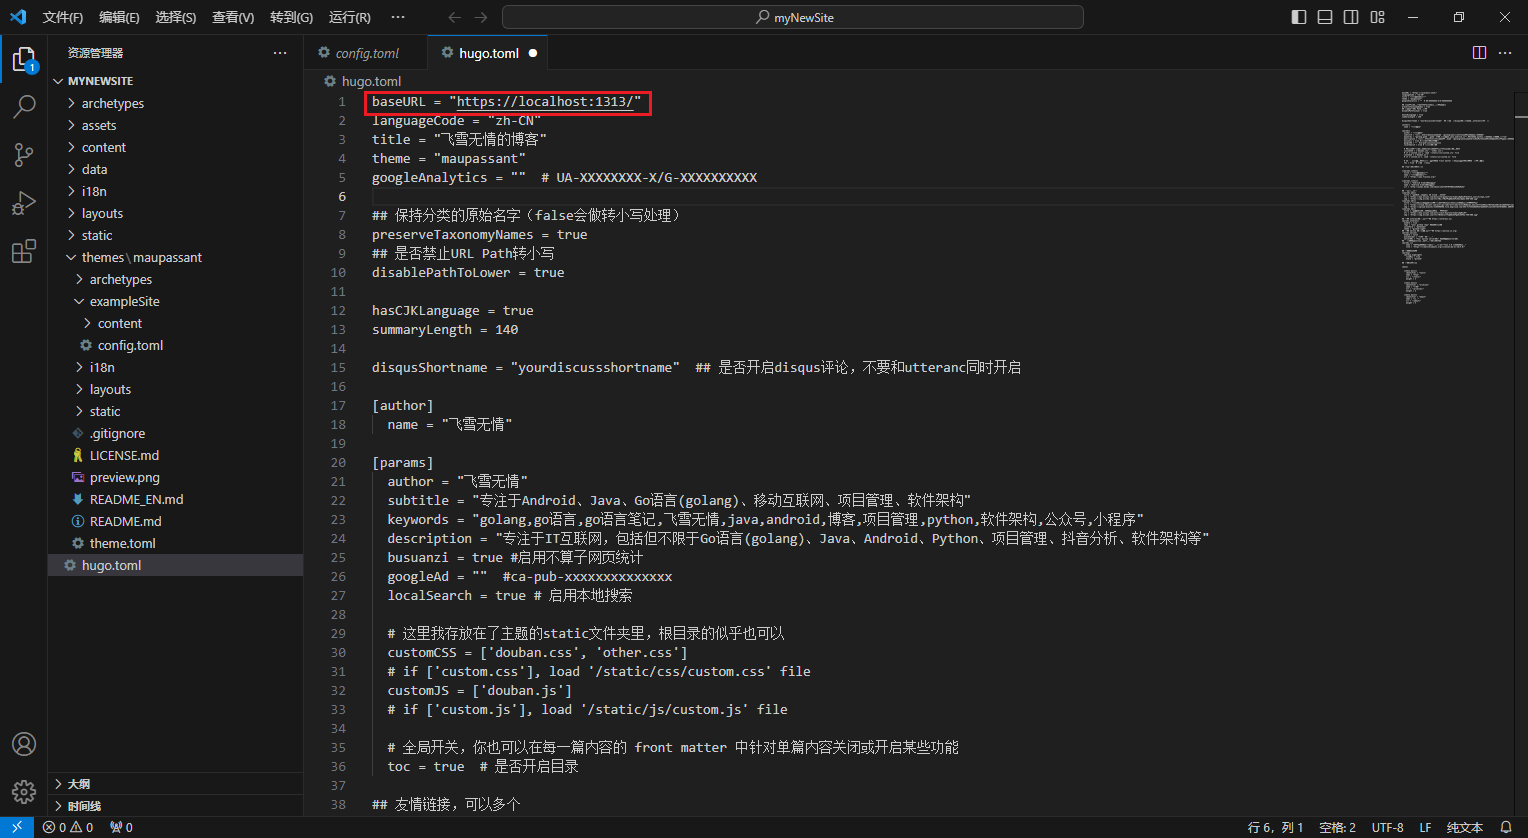 文件(F) 编辑(E) 选择(S) 查看(V) 转到(G) 运行(R) ··· myNewSite
资源管理器 ···
config.toml hugo.toml
MYNEWSITE
archetypes
assets
content
data
i18n
layouts
static
themes\maupassant
archetypes
exampleSite
content
config.toml
i18n
layouts
static
.gitignore
LICENSE.md
preview.png
README_EN.md
README.md
theme.toml
hugo.toml
大纲
时间线
1
hugo.toml
1 baseURL = "https://localhost:1313/"
2 languageCode = "zh-CN"
3 title = "飞雪无情的博客"
4 theme = "maupassant"
5 googleAnalytics = "" # UA-XXXXXXXX-X/G-XXXXXXXXXX
6
7 ## 保持分类的原始名字（false会做转小写处理）
8 preserveTaxonomyNames = true
9 ## 是否禁止URL Path转小写
10 disablePathToLower = true
11
12 hasCJKLanguage = true
13 summaryLength = 140
14
15 disqusShortname = "yourdiscussshortname" ## 是否开启disqus评论，不要和utteranc同时开启
16
17 [author]
18 name = "飞雪无情"
19
20 [params]
21 author = "飞雪无情"
22 subtitle = "专注于Android、Java、Go语言(golang)、移动互联网、项目管理、软件架构"
23 keywords = "golang,go语言,go语言笔记,飞雪无情,java,android,博客,项目管理,python,软件架构,公众号,小程序"
24 description = "专注于IT互联网，包括但不限于Go语言(golang)、Java、Android、Python、项目管理、抖音分析、软件架构等"
25 busuanzi = true #启用不算子网页统计
26 googleAd = "" #ca-pub-xxxxxxxxxxxxxx
27 localSearch = true # 启用本地搜索
28
29 # 这里我存放在了主题的static文件夹里，根目录的似乎也可以
30 customCSS = ['douban.css', 'other.css']
31 # if ['custom.css'], load '/static/css/custom.css' file
32 customJS = ['douban.js']
33 # if ['custom.js'], load '/static/js/custom.js' file
34
35 # 全局开关，你也可以在每一篇内容的 front matter 中针对单篇内容关闭或开启某些功能
36 toc = true # 是否开启目录
37
38 ## 友情链接，可以多个
0 0 0 行 6，列 1 空格: 2 UTF-8 LF 纯文本